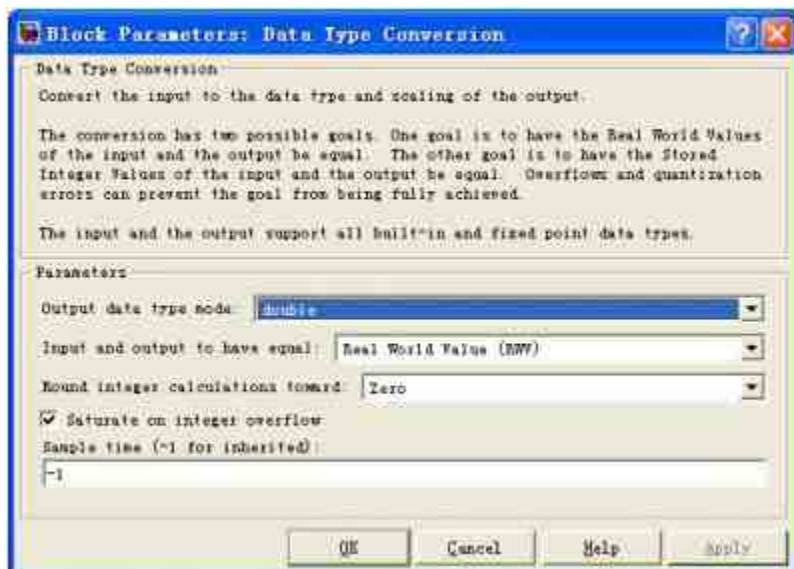 Block Parameters: Data Type Conversion
Data Type Conversion
Convert the input to the data type and scaling of the output.
The conversion has two possible goals. One goal is to have the Real World Values
of the input and the output be equal. The other goal is to have the Stored
Integer Values of the input and the output be equal. Overflows and quantization
errors can prevent the goal from being fully achieved.
The input and the output support all built-in and fixed point data types.
Parameters
Output data type mode: double
Input and output to have equal: Real World Value (RWV)
Round integer calculations toward: Zero
Saturate on integer overflow
Sample time (-1 for inherited):
-1
OK Cancel Help Apply